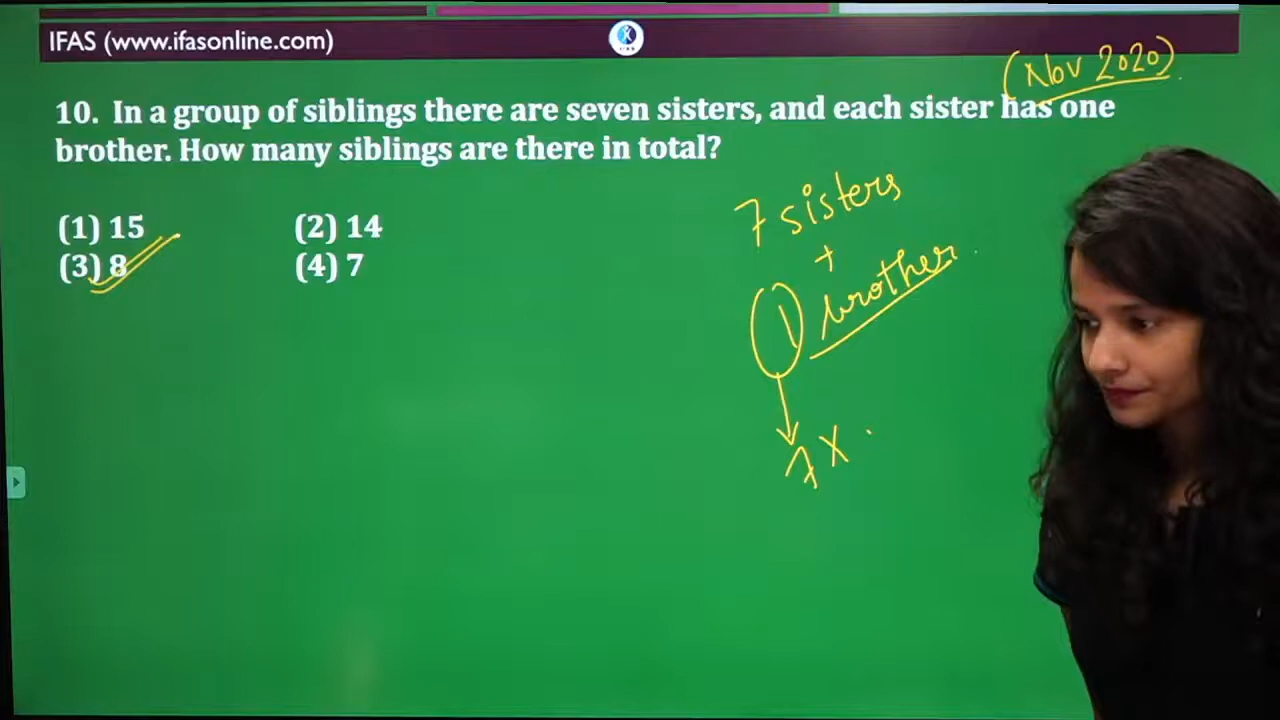 IFAS (www.ifasonline.com)
(Nov 2020)
10. In a group of siblings there are seven sisters, and each sister has one
brother. How many siblings are there in total?
(1) 15
(2) 14
(3) 8
(4) 7
7 sisters
+
1 brother
7 X